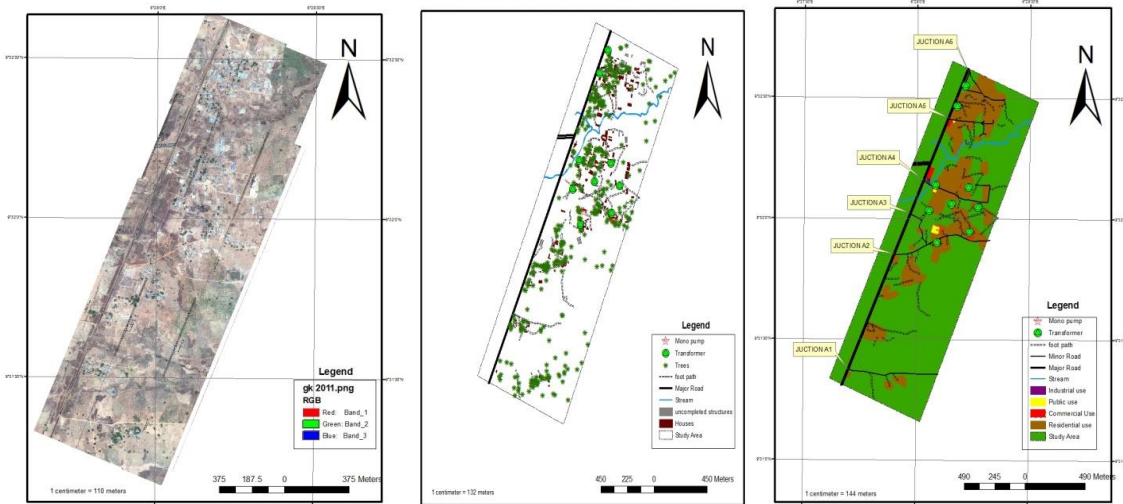 N
Legend
gk 2011.png
RGB
Red: Band_1
Green: Band_2
Blue: Band_3
375 187.5 0 375 Meters
1 centimeter = 110 meters
N
Legend
Mono pump
Transformer
Trees
foot path
Major Road
Stream
uncompleted structures
Houses
Study Area
450 225 0 450 Meters
1 centimeter = 132 meters
JUCTION A6
N
JUCTION A5
JUCTION A4
JUCTION A3
JUCTION A2
JUCTION A1
Legend
Mono pump
Transformer
foot path
Minor Road
Major Road
Stream
Industrial use
Public use
Commercial Use
Residential use
Study Area
490 245 0 490 Meters
1 centimeter = 144 meters